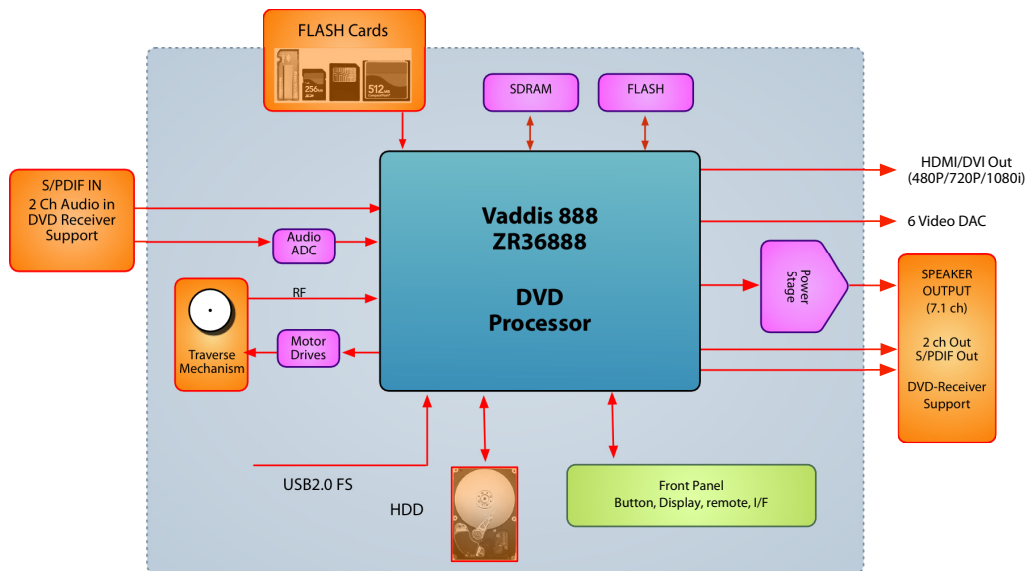 FLASH Cards
256MB
512MB
SDRAM
FLASH
S/PDIF IN
2 Ch Audio in
DVD Receiver
Support
Audio
ADC
RF
Traverse
Mechanism
Motor
Drives
Vaddis 888
ZR36888
DVD
Processor
HDMI/DVI Out
(480P/720P/1080i)
6 Video DAC
Power
Stage
SPEAKER
OUTPUT
(7.1 ch)
2 ch Out
S/PDIF Out
DVD-Receiver
Support
USB2.0 FS
HDD
Front Panel
Button, Display, remote, I/F